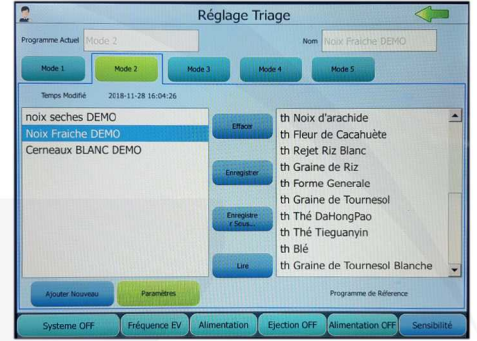 Réglage Triage
Programme Actuel Mode 2 Nom Noix Fraiche DEMO
Mode 1 Mode 2 Mode 3 Mode 4 Mode 5
Temps Modifié 2018-11-28 16:04:26
noix seches DEMO
Noix Fraiche DEMO
Cerneaux BLANC DEMO
Effacer
Enregistrer
Enregistre
r Sous...
Lire
th Noix d'arachide
th Fleur de Cacahuète
th Rejet Riz Blanc
th Graine de Riz
th Forme Generale
th Graine de Tournesol
th Thé DaHongPao
th Thé Tieguanyin
th Blé
th Graine de Tournesol Blanche
Ajouter Nouveau Paramètres Programme de Réference
Systeme OFF Fréquence EV Alimentation Ejection OFF Alimentation OFF Sensibilité